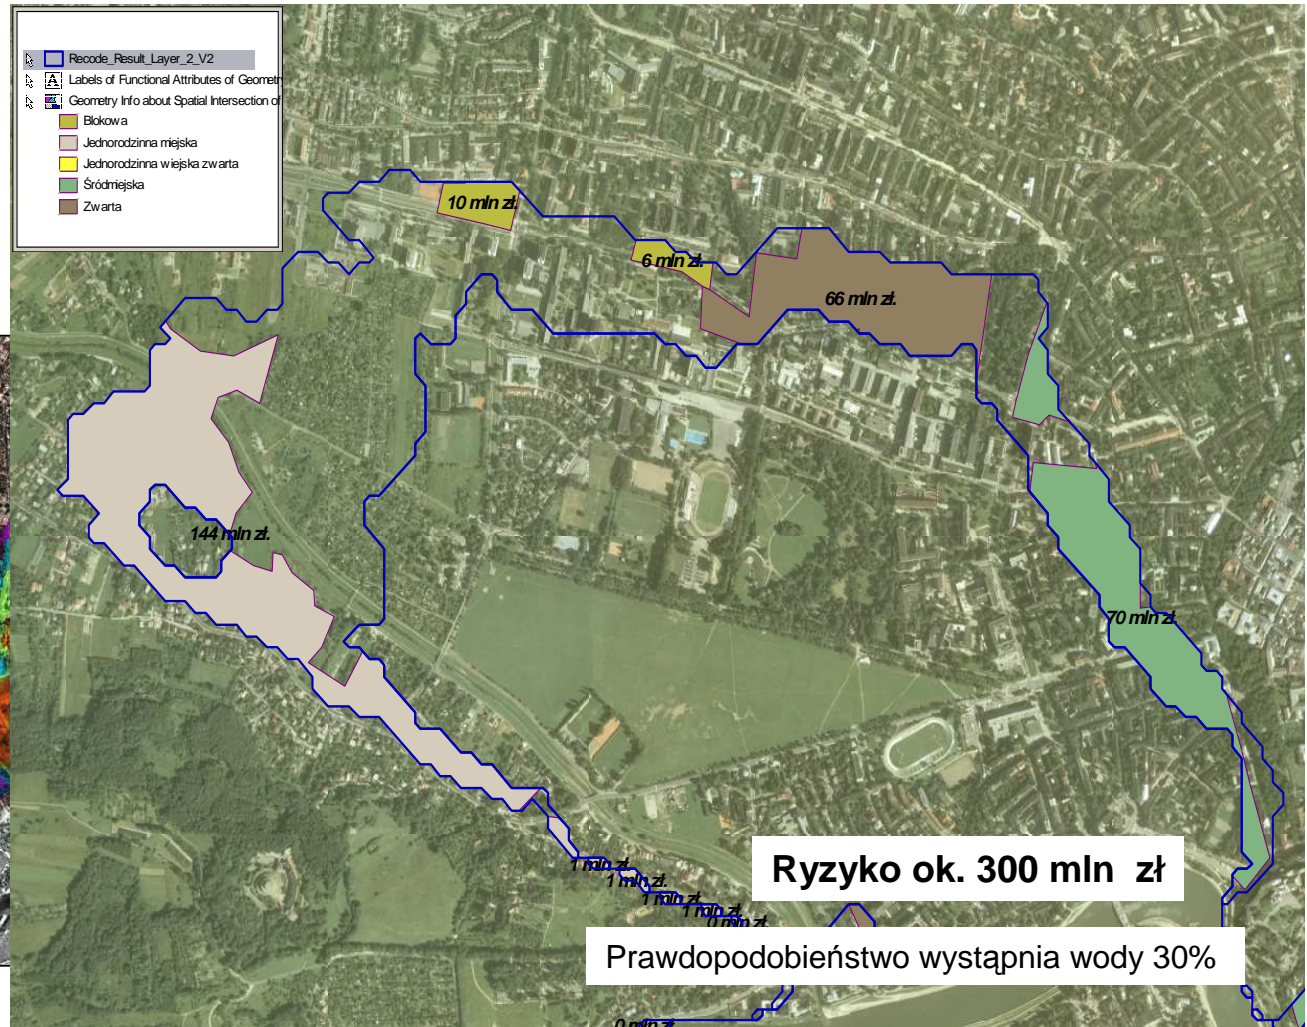 Recode_Result_Layer_2_V2
A Labels of Functional Attributes of Geometry
Geometry Info about Spatial Intersection of
Blokowa
Jednorodzinna miejska
Jednorodzinna wiejska zwarta
Śródmiejska
Zwarta
10 mln zł.
6 mln zł.
66 mln zł.
144 mln zł.
70 mln zł.
1 mln zł.
1 mln zł.
1 mln zł.
1 mln zł.
0 mln zł.
Ryzyko ok. 300 mln zł
Prawdopodobieństwo wystąpnia wody 30%
0 mln zł.